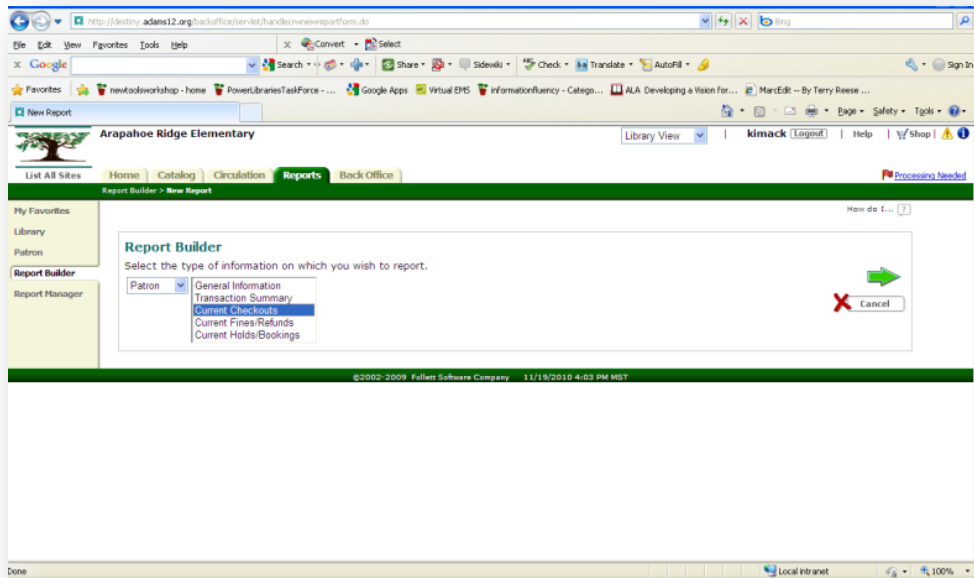 http://destiny.adams12.org/backoffice/servlet/handlecrvnewreportform.do
Bing
File Edit View Favorites Tools Help
x Convert Select
x Google Search Share Sidewiki Check Translate AutoFill Sign In
Favorites newtoolsworkshop - home PowerLibrariesTaskForce - ... Google Apps Virtual EMS informationfluency - Catego... ALA Developing a Vision for... MarcEdit -- By Terry Reese ...
New Report Page Safety Tools
Arapahoe Ridge Elementary Library View | kimack Logout | Help | Shop |
List All Sites Home Catalog Circulation Reports Back Office Processing Needed
Report Builder > New Report
My Favorites How do I... ?
Library
Patron
Report Builder
Report Manager
Report Builder
Select the type of information on which you wish to report.
Patron General Information
Transaction Summary
Current Checkouts
Current Fines/Refunds
Current Holds/Bookings
Cancel
©2002-2009 Follett Software Company 11/19/2010 4:03 PM MST
Done Local intranet 100%